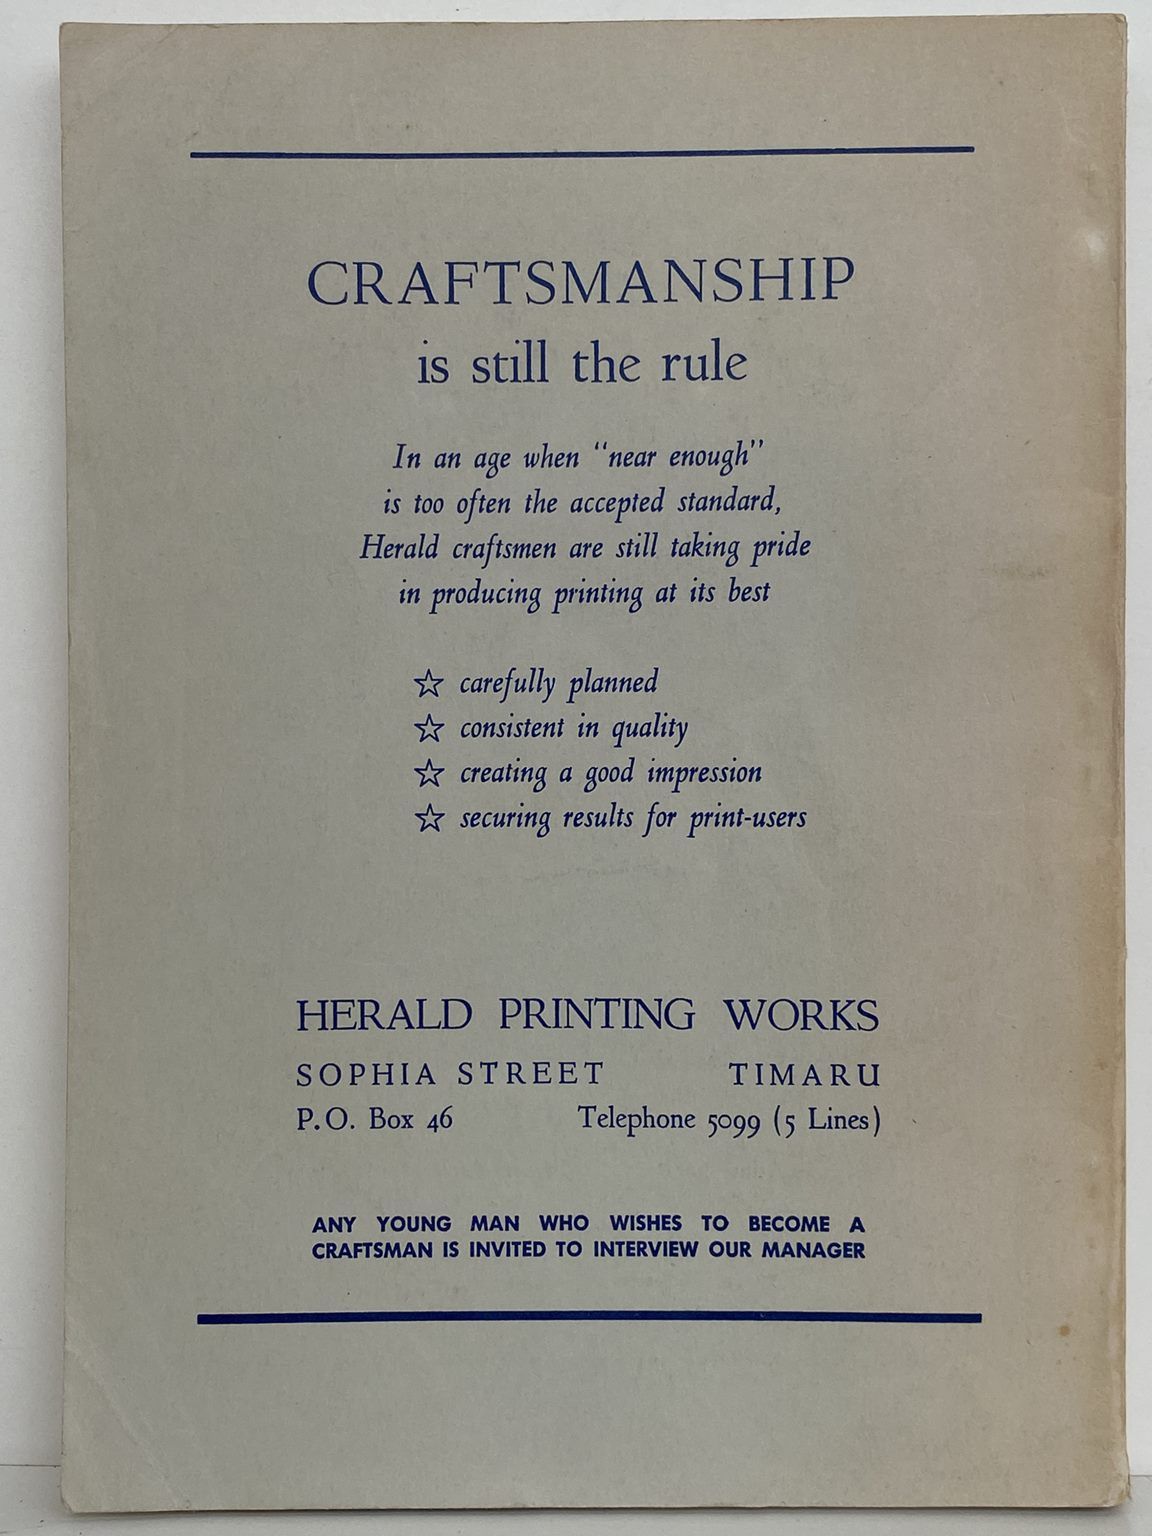 CRAFTSMANSHIP
is still the rule
In an age when "near enough"
is too often the accepted standard,
Herald craftsmen are still taking pride
in producing printing at its best
☆ carefully planned
☆ consistent in quality
☆ creating a good impression
☆ securing results for print-users
HERALD PRINTING WORKS
SOPHIA STREET TIMARU
P.O. Box 46 Telephone 5099 (5 Lines)
ANY YOUNG MAN WHO WISHES TO BECOME A
CRAFTSMAN IS INVITED TO INTERVIEW OUR MANAGER